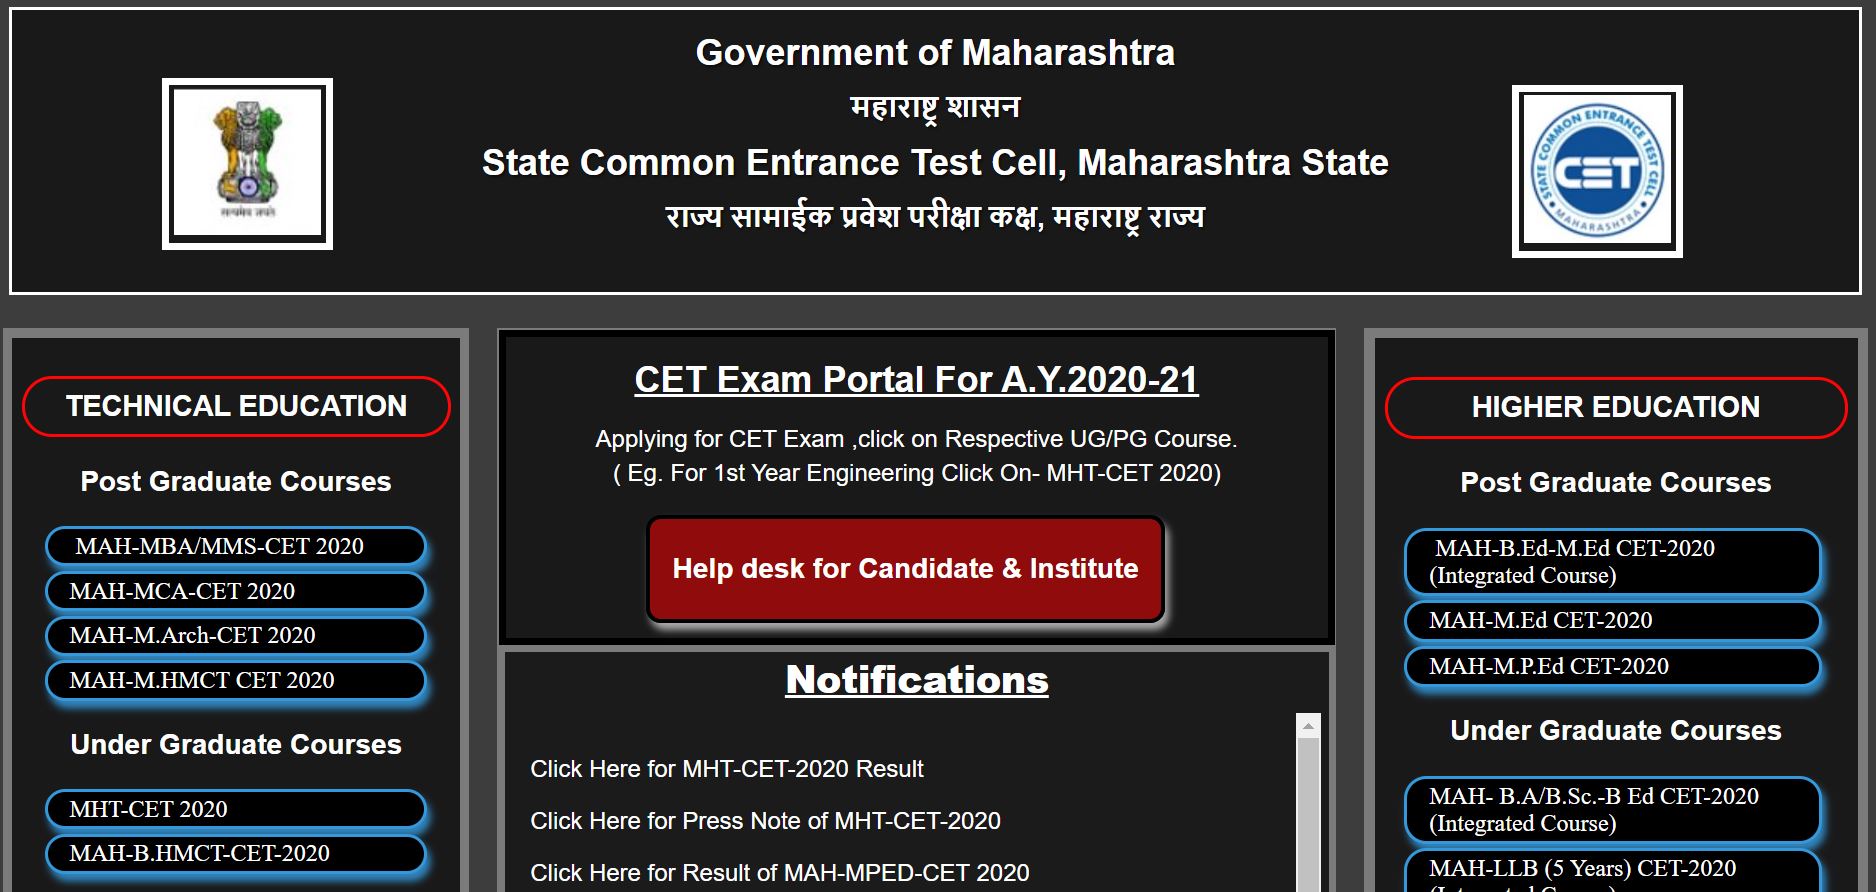 Government of Maharashtra
महाराष्ट्र शासन
State Common Entrance Test Cell, Maharashtra State
राज्य सामाईक प्रवेश परीक्षा कक्ष, महाराष्ट्र राज्य
सत्यमेव जयते
STATE COMMON ENTRANCE TEST CELL
CET
• MAHARASHTRA •
TECHNICAL EDUCATION
Post Graduate Courses
MAH-MBA/MMS-CET 2020
MAH-MCA-CET 2020
MAH-M.Arch-CET 2020
MAH-M.HMCT CET 2020
Under Graduate Courses
MHT-CET 2020
MAH-B.HMCT-CET-2020
CET Exam Portal For A.Y.2020-21
Applying for CET Exam ,click on Respective UG/PG Course.
( Eg. For 1st Year Engineering Click On- MHT-CET 2020)
Help desk for Candidate & Institute
Notifications
Click Here for MHT-CET-2020 Result
Click Here for Press Note of MHT-CET-2020
Click Here for Result of MAH-MPED-CET 2020
HIGHER EDUCATION
Post Graduate Courses
MAH-B.Ed-M.Ed CET-2020
(Integrated Course)
MAH-M.Ed CET-2020
MAH-M.P.Ed CET-2020
Under Graduate Courses
MAH- B.A/B.Sc.-B Ed CET-2020
(Integrated Course)
MAH-LLB (5 Years) CET-2020